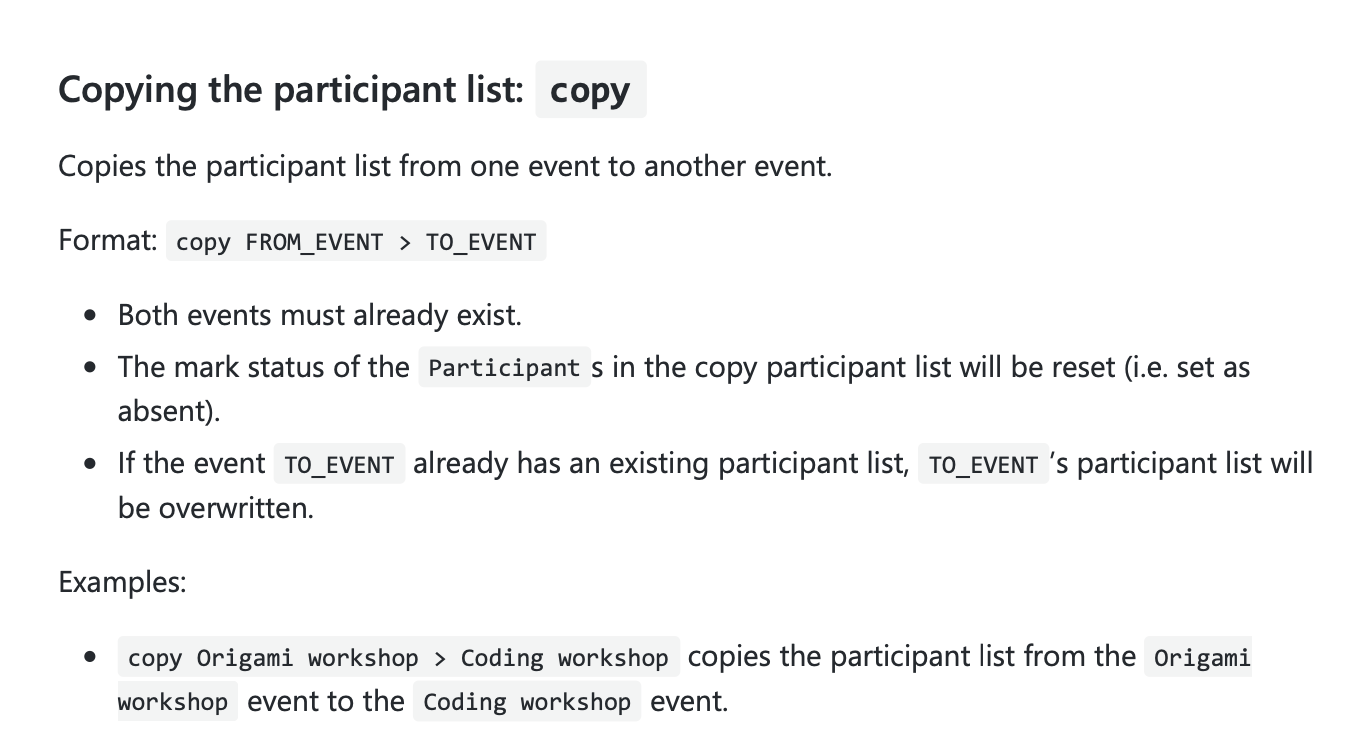 Copying the participant list: copy
Copies the participant list from one event to another event.
Format: copy FROM_EVENT > TO_EVENT
• Both events must already exist.
• The mark status of the Participant s in the copy participant list will be reset (i.e. set as
absent).
• If the event TO_EVENT already has an existing participant list, TO_EVENT 's participant list will
be overwritten.
Examples:
• copy Origami workshop > Coding workshop copies the participant list from the Origami
workshop event to the Coding workshop event.